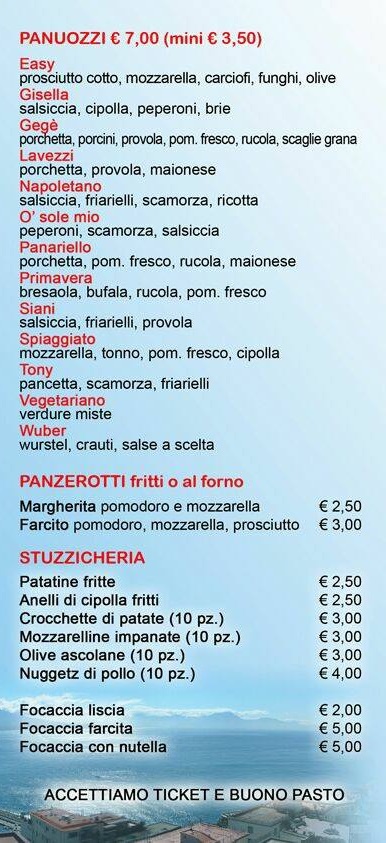 PANUOZZI € 7,00 (mini € 3,50)
Easy
prosciutto cotto, mozzarella, carciofi, funghi, olive
Gisella
salsiccia, cipolla, peperoni, brie
Gegè
porchetta, porcini, provola, pom. fresco, rucola, scaglie grana
Lavezzi
porchetta, provola, maionese
Napoletano
salsiccia, friarielli, scamorza, ricotta
O' sole mio
peperoni, scamorza, salsiccia
Panariello
porchetta, pom. fresco, rucola, maionese
Primavera
bresaola, bufala, rucola, pom. fresco
Siani
salsiccia, friarielli, provola
Spiaggiato
mozzarella, tonno, pom. fresco, cipolla
Tony
pancetta, scamorza, friarielli
Vegetariano
verdure miste
Wuber
wurstel, crauti, salse a scelta
PANZEROTTI fritti o al forno
Margherita pomodoro e mozzarella € 2,50
Farcito pomodoro, mozzarella, prosciutto € 3,00
STUZZICHERIA
Patatine fritte € 2,50
Anelli di cipolla fritti € 2,50
Crocchette di patate (10 pz.) € 3,00
Mozzarelline impanate (10 pz.) € 3,00
Olive ascolane (10 pz.) € 3,00
Nuggetz di pollo (10 pz.) € 4,00
Focaccia liscia € 2,00
Focaccia farcita € 5,00
Focaccia con nutella € 5,00
ACCETTIAMO TICKET E BUONO PASTO